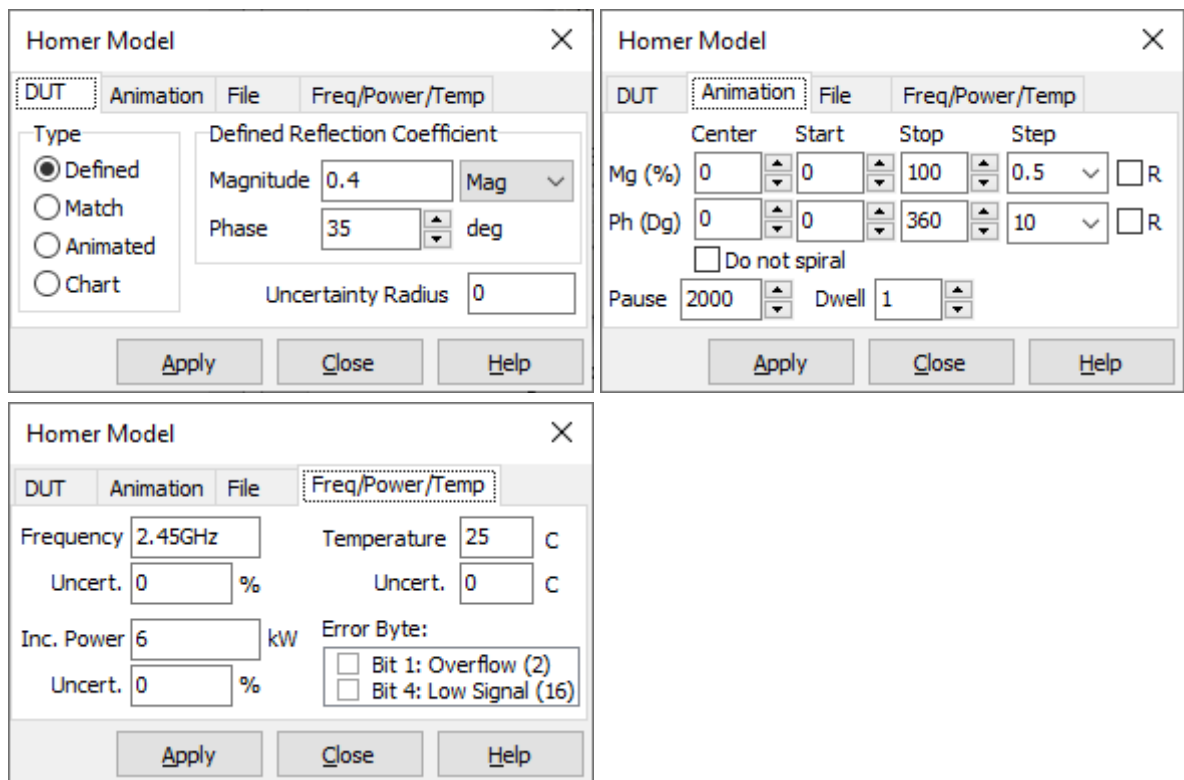 Homer Model
DUT Animation File Freq/Power/Temp
Type
Defined
Match
Animated
Chart
Defined Reflection Coefficient
Magnitude 0.4 Mag
Phase 35 deg
Uncertainty Radius 0
Apply Close Help
Homer Model
DUT Animation File Freq/Power/Temp
Center Start Stop Step
Mg (%) 0 0 100 0.5 R
Ph (Dg) 0 0 360 10 R
Do not spiral
Pause 2000 Dwell 1
Apply Close Help
Homer Model
DUT Animation File Freq/Power/Temp
Frequency 2.45GHz
Uncert. 0 %
Inc. Power 6 kW
Uncert. 0 %
Temperature 25 C
Uncert. 0 C
Error Byte:
Bit 1: Overflow (2)
Bit 4: Low Signal (16)
Apply Close Help